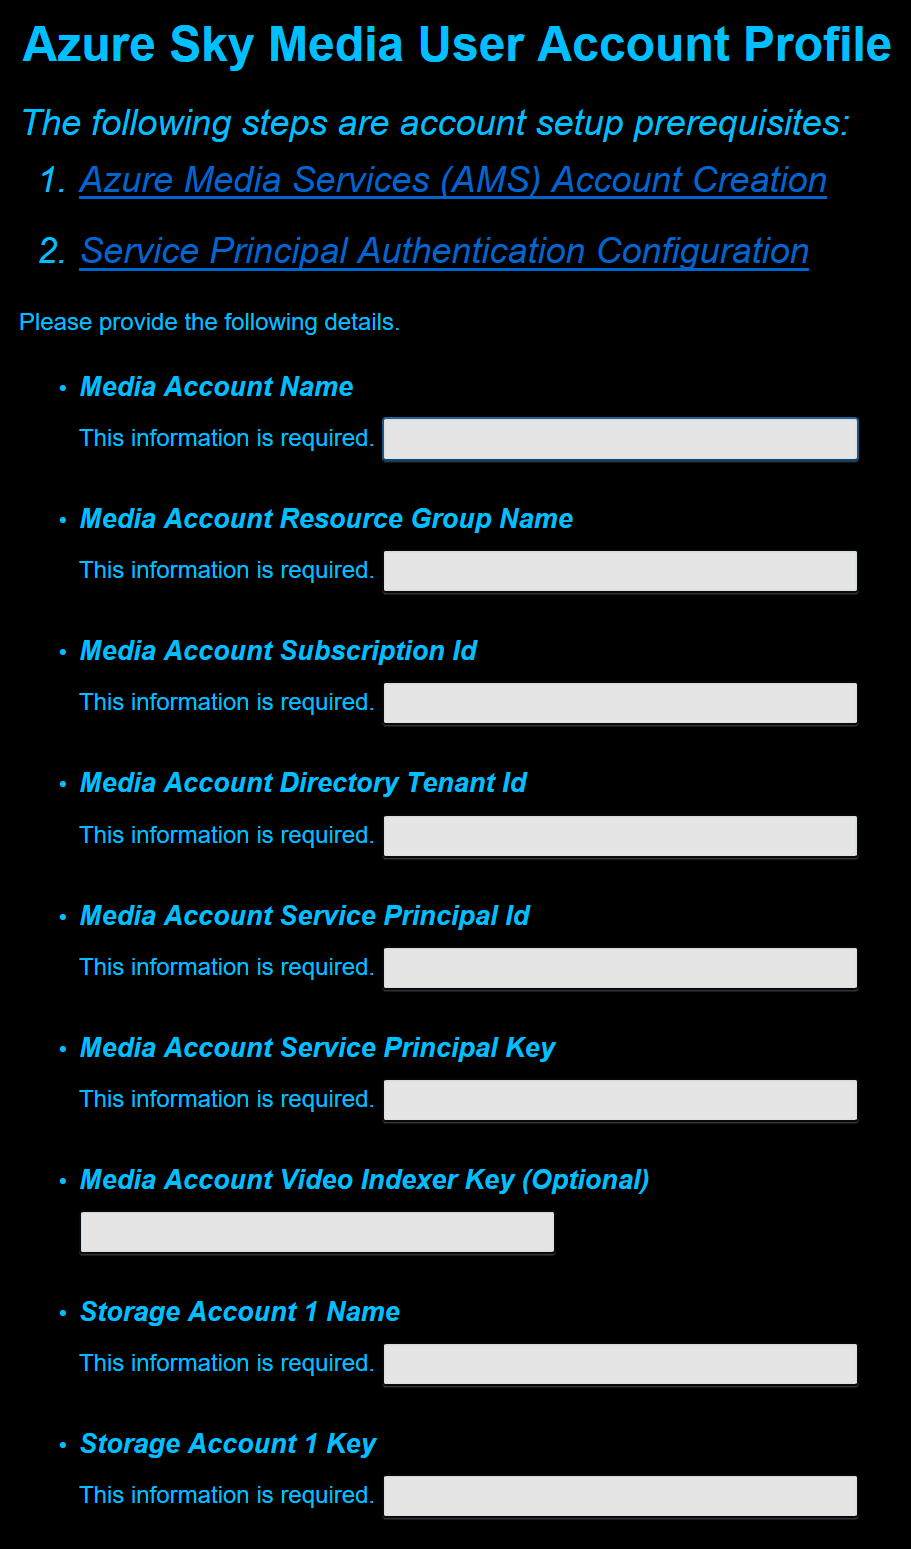 Azure Sky Media User Account Profile
The following steps are account setup prerequisites:
1. Azure Media Services (AMS) Account Creation
2. Service Principal Authentication Configuration
Please provide the following details.
• Media Account Name
This information is required.
• Media Account Resource Group Name
This information is required.
• Media Account Subscription Id
This information is required.
• Media Account Directory Tenant Id
This information is required.
• Media Account Service Principal Id
This information is required.
• Media Account Service Principal Key
This information is required.
• Media Account Video Indexer Key (Optional)
• Storage Account 1 Name
This information is required.
• Storage Account 1 Key
This information is required.